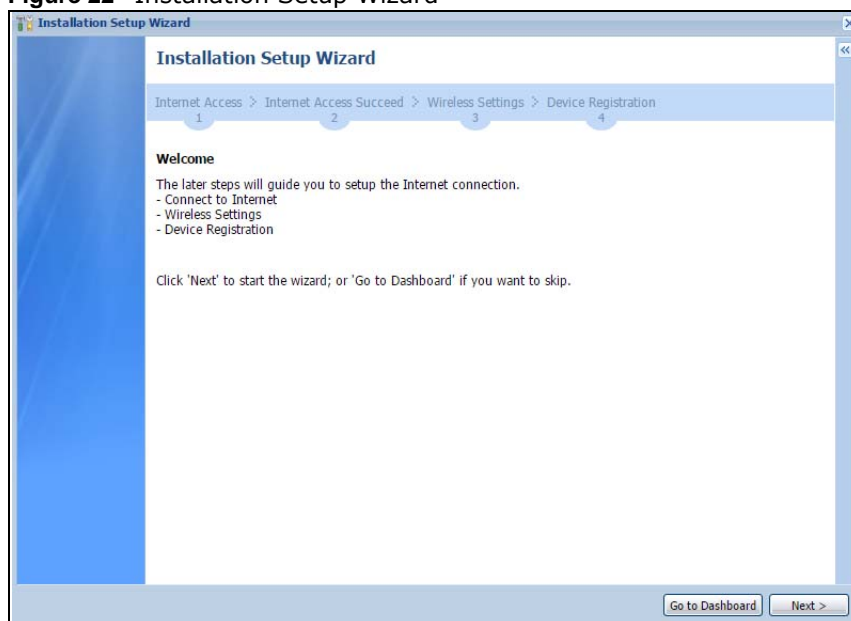 Figure 22 Installation Setup Wizard
Installation Setup Wizard
Installation Setup Wizard
Internet Access > Internet Access Succeed > Wireless Settings > Device Registration
1 2 3 4
Welcome
The later steps will guide you to setup the Internet connection.
- Connect to Internet
- Wireless Settings
- Device Registration
Click 'Next' to start the wizard; or 'Go to Dashboard' if you want to skip.
Go to Dashboard Next >